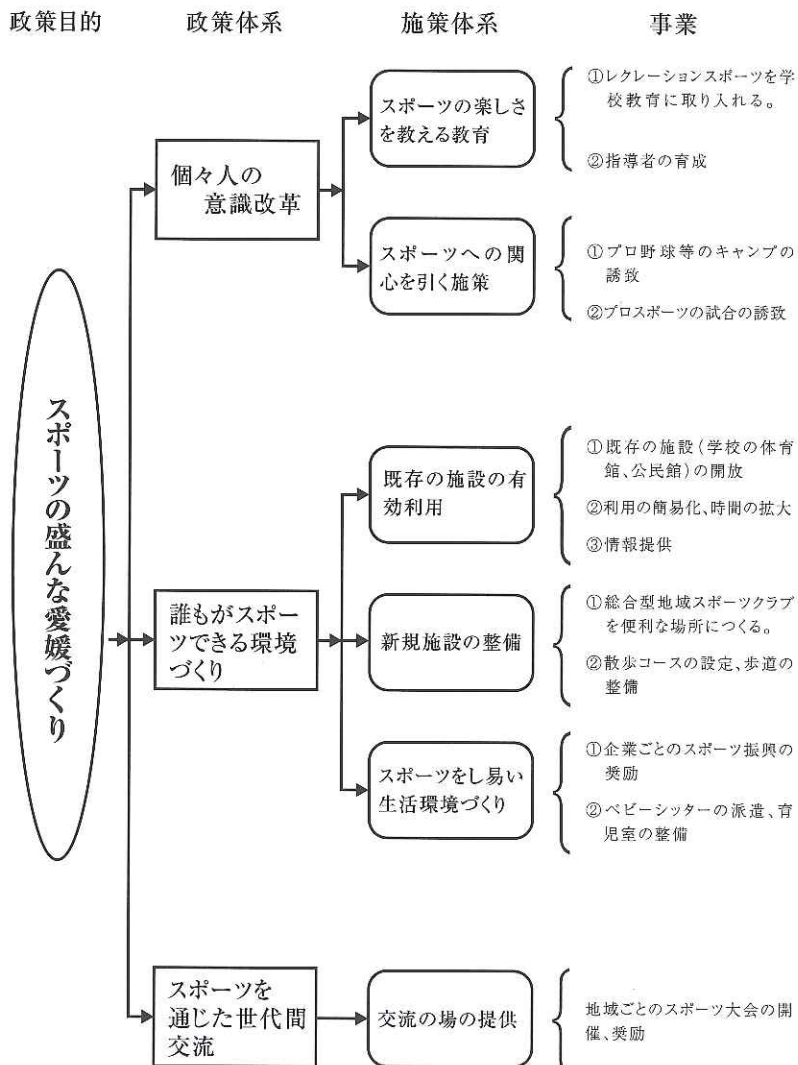 政策目的 政策体系 施策体系 事業
スポーツの盛んな愛媛づくり
個々人の
意識改革
スポーツの楽しさ
を教える教育
①レクレーションスポーツを学
校教育に取り入れる。
②指導者の育成
スポーツへの関
心を引く施策
①プロ野球等のキャンプの
誘致
②プロスポーツの試合の誘致
誰もがスポー
ツできる環境
づくり
既存の施設の有
効利用
①既存の施設(学校の体育
館、公民館)の開放
②利用の簡易化、時間の拡大
③情報提供
新規施設の整備
①総合型地域スポーツクラブ
を便利な場所につくる。
②散歩コースの設定、歩道の
整備
スポーツをし易い
生活環境づくり
①企業ごとのスポーツ振興の
奨励
②ベビーシッターの派遣、育
児室の整備
スポーツを
通じた世代間
交流
交流の場の提供
地域ごとのスポーツ大会の開
催、奨励